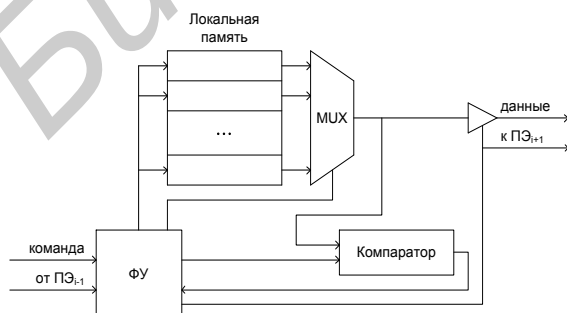 Локальная
память
...
MUX
данные
к ПЭi+1
команда
от ПЭi-1
ФУ
Компаратор